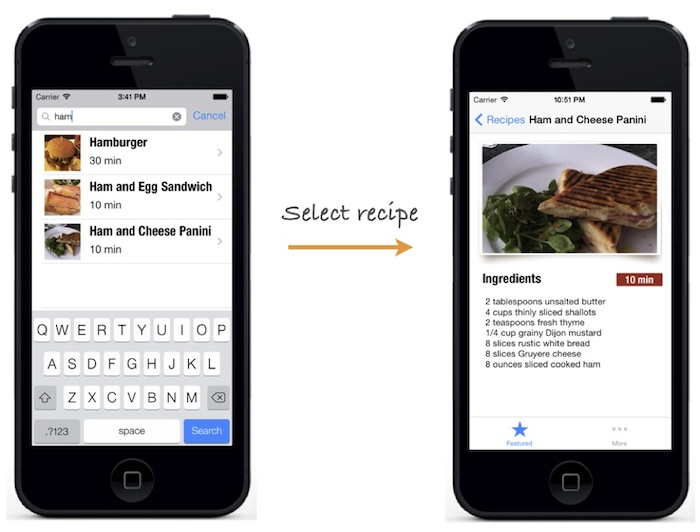 Carrier 3:41 PM
ham Cancel
Hamburger
30 min
Ham and Egg Sandwich
10 min
Ham and Cheese Panini
10 min
Q W E R T Y U I O P
A S D F G H J K L
Z X C V B N M
.?123 space Search
Select recipe
Carrier 10:51 PM
Recipes Ham and Cheese Panini
Ingredients 10 min
2 tablespoons unsalted butter
4 cups thinly sliced shallots
2 teaspoons fresh thyme
1/4 cup grainy Dijon mustard
8 slices rustic white bread
8 slices Gruyere cheese
8 ounces sliced cooked ham
Featured More